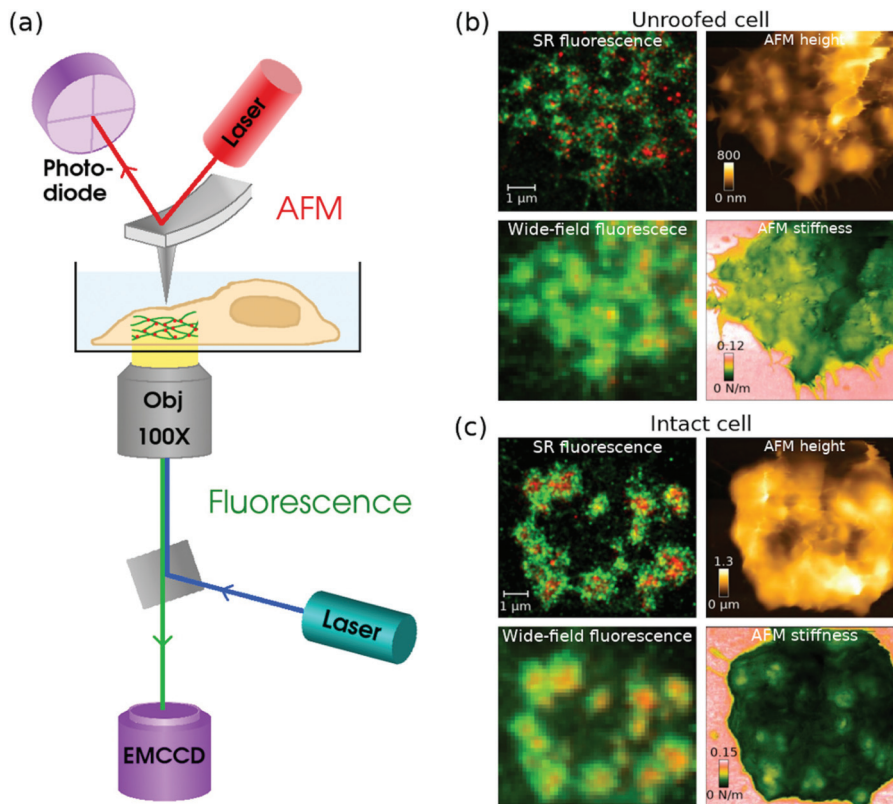 (a)
Laser
Photo-
diode
AFM
Obj
100X
Fluorescence
Laser
EMCCD
(b)
Unroofed cell
SR fluorescence
AFM height
1 µm
800
0 nm
Wide-field fluorescece
AFM stiffness
0.12
0 N/m
(c)
Intact cell
SR fluorescence
AFM height
1 µm
1.3
0 µm
Wide-field fluorescence
AFM stiffness
0.15
0 N/m